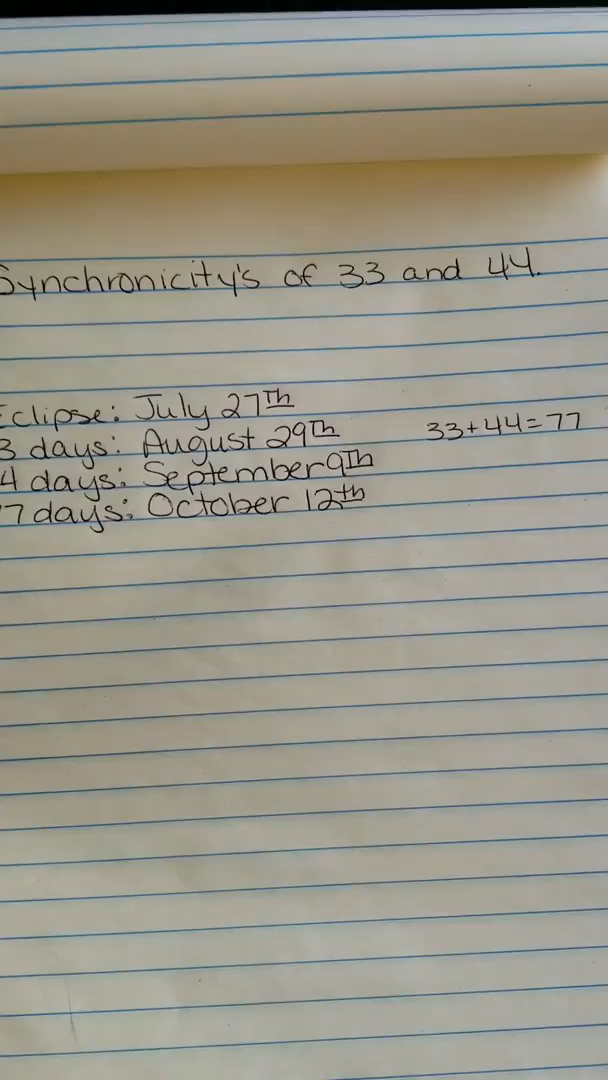 Synchronicity's of 33 and 44.
Eclipse: July 27Th
3 days: August 29Th
33+44=77
4 days: September 9Th
7 days: October 12th